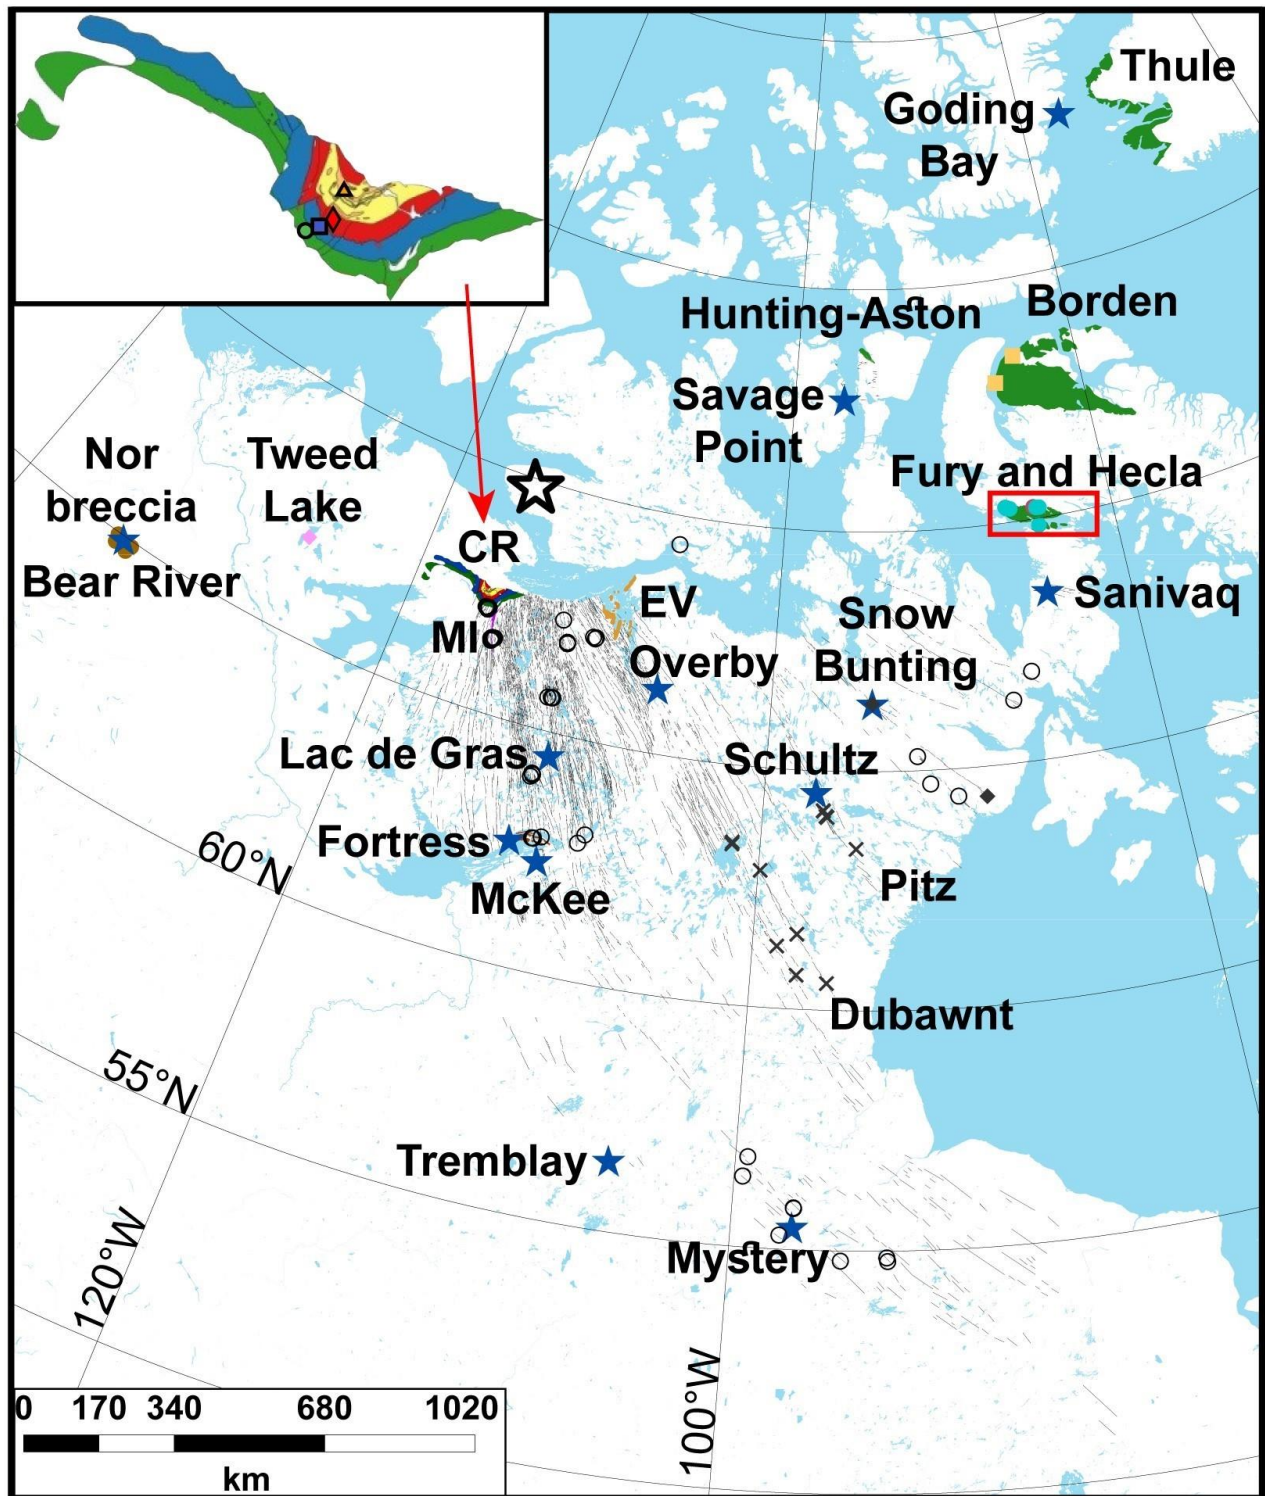 Thule
Goding
Bay
Hunting-Aston
Borden
Savage
Point
Fury and Hecla
Nor
breccia
Tweed
Lake
Bear River
CR
EV
Sanivaq
MIo
Snow
Bunting
Overby
Lac de Gras
Schultz
Fortress
McKee
Pitz
60°N
Dubawnt
55°N
Tremblay
Mystery
120°W
100°W
0 170 340 680 1020
km